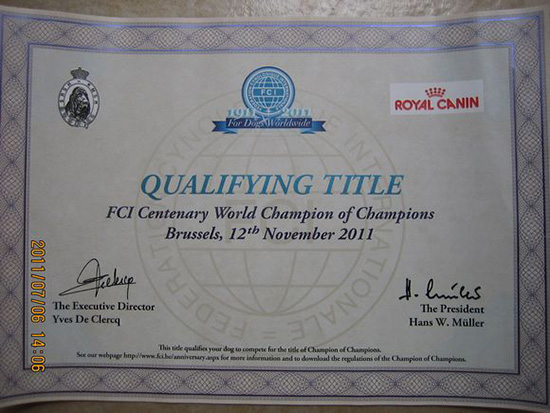 FCI
1911 2011
For Dogs Worldwide
ROYAL CANIN
QUALIFYING TITLE
FCI Centenary World Champion of Champions
Brussels, 12th November 2011
The Executive Director
Yves De Clercq
The President
Hans W. Müller
This title qualifies your dog to compete for the title of Champion of Champions.
See our webpage http://www.fci.be/anniversary.aspx for more information and to download the regulations of the Champion of Champions.
2011/07/06 14:06